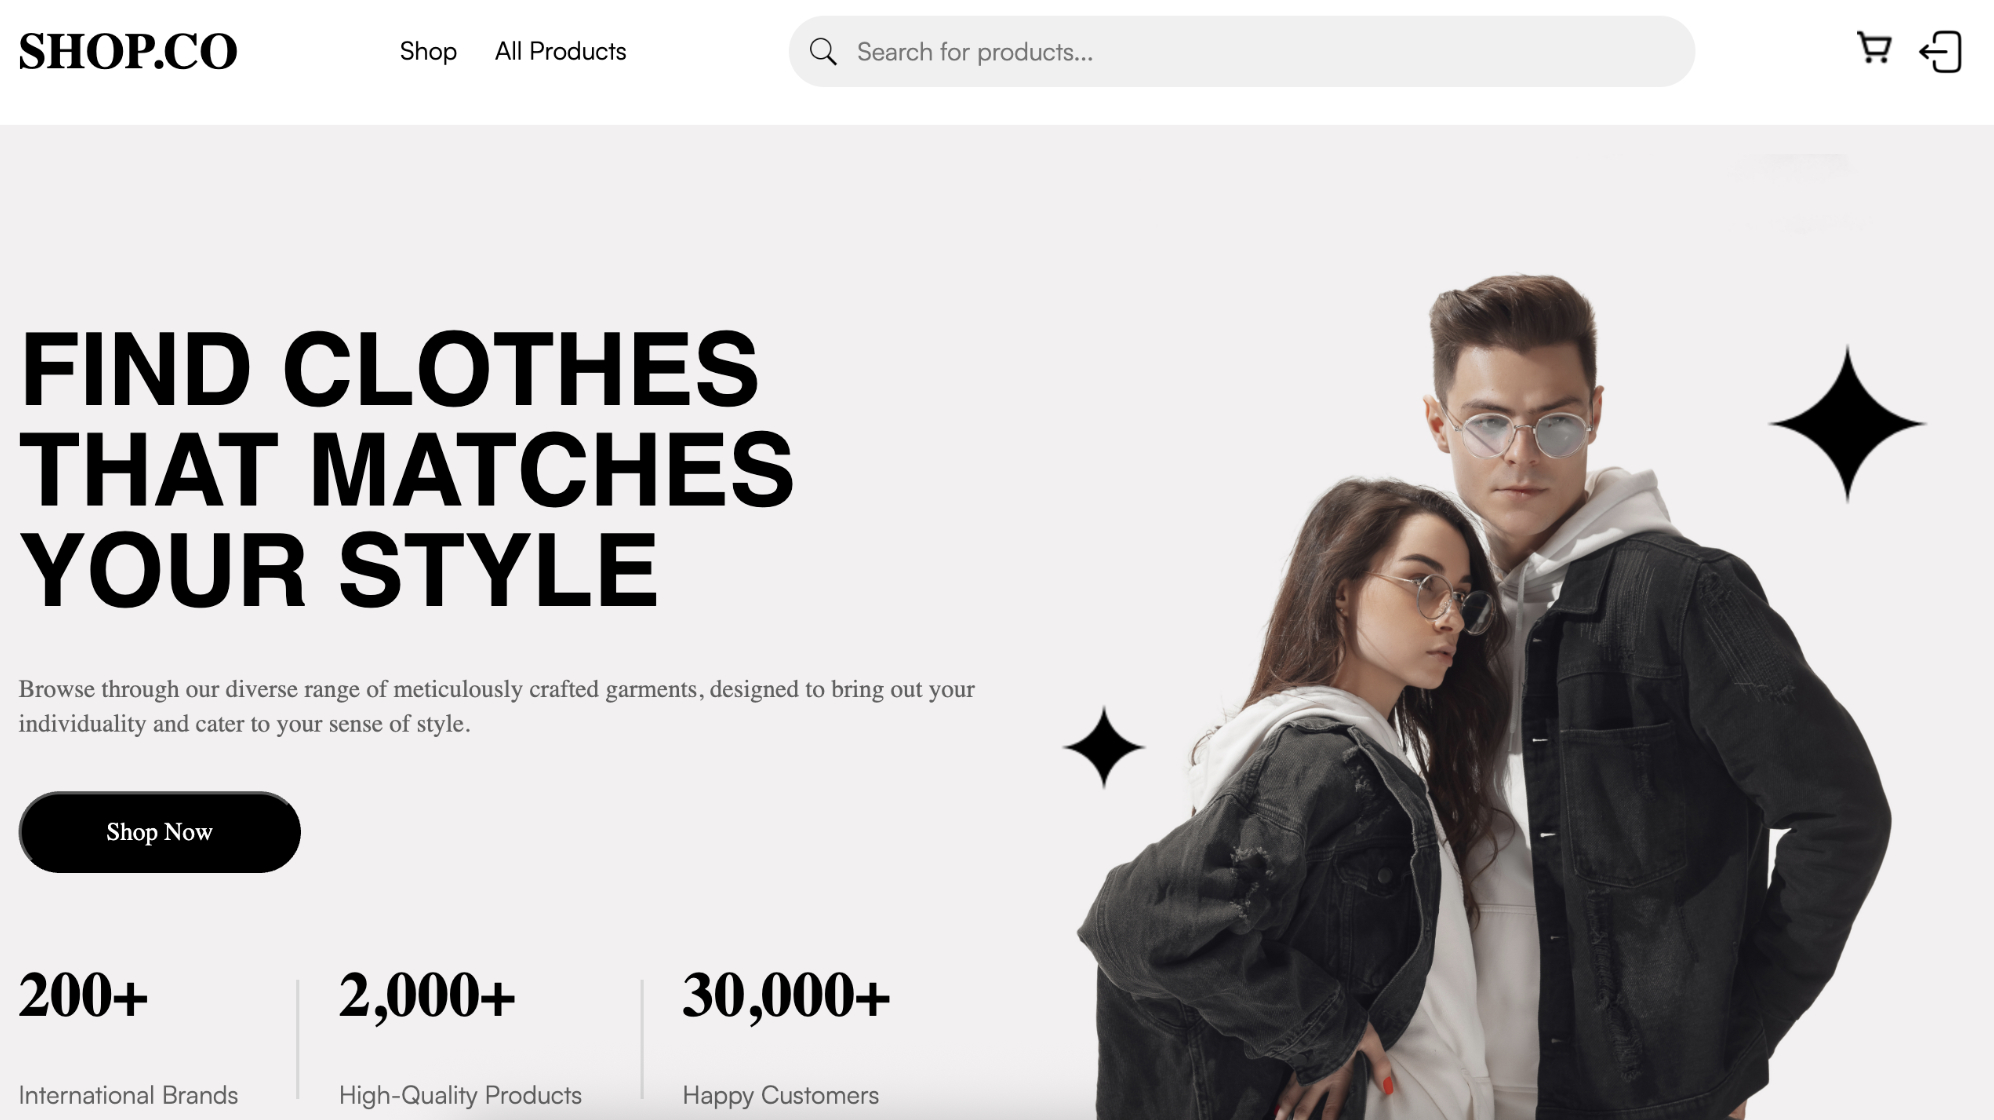 SHOP.CO
Shop
All Products
Search for products...
FIND CLOTHES
THAT MATCHES
YOUR STYLE
Browse through our diverse range of meticulously crafted garments, designed to bring out your
individuality and cater to your sense of style.
Shop Now
200+
International Brands
2,000+
High-Quality Products
30,000+
Happy Customers